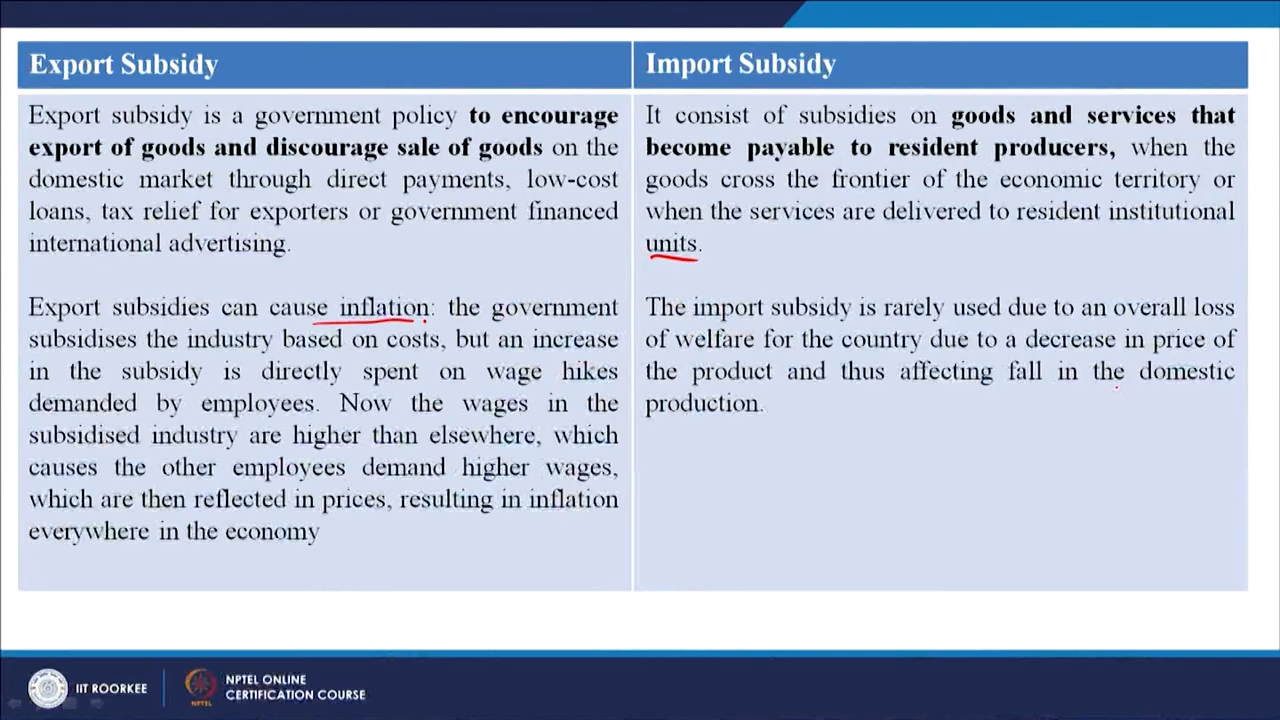 Export Subsidy
Export subsidy is a government policy to encourage
export of goods and discourage sale of goods on the
domestic market through direct payments, low-cost
loans, tax relief for exporters or government financed
international advertising.
Export subsidies can cause inflation: the government
subsidises the industry based on costs, but an increase
in the subsidy is directly spent on wage hikes
demanded by employees. Now the wages in the
subsidised industry are higher than elsewhere, which
causes the other employees demand higher wages,
which are then reflected in prices, resulting in inflation
everywhere in the economy
Import Subsidy
It consist of subsidies on goods and services that
become payable to resident producers, when the
goods cross the frontier of the economic territory or
when the services are delivered to resident institutional
units.
The import subsidy is rarely used due to an overall loss
of welfare for the country due to a decrease in price of
the product and thus affecting fall in the domestic
production.
IIT ROORKEE
NPTEL
NPTEL ONLINE
CERTIFICATION COURSE